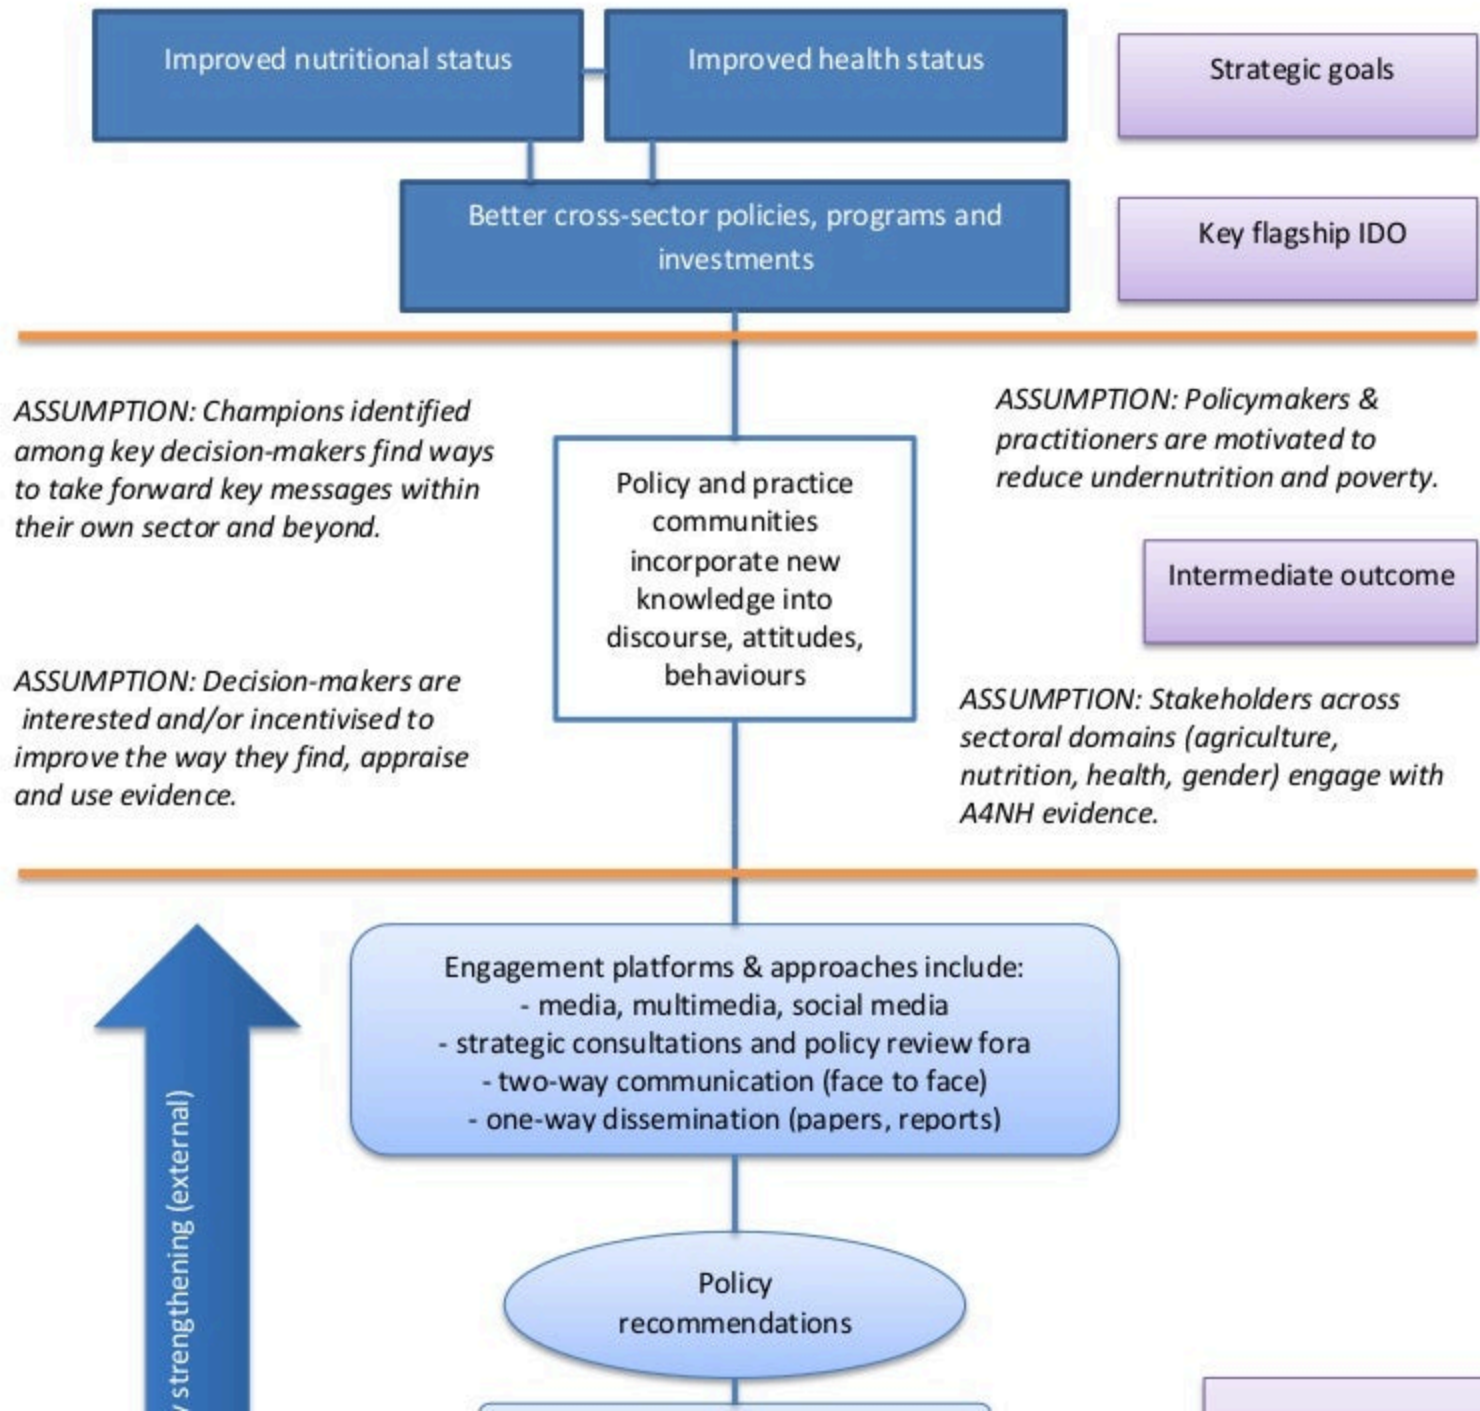 Improved nutritional status
Improved health status
Strategic goals
Better cross-sector policies, programs and
investments
Key flagship IDO
ASSUMPTION: Champions identified
among key decision-makers find ways
to take forward key messages within
their own sector and beyond.
ASSUMPTION: Policymakers &
practitioners are motivated to
reduce undernutrition and poverty.
Policy and practice
communities
incorporate new
knowledge into
discourse, attitudes,
behaviours
Intermediate outcome
ASSUMPTION: Decision-makers are
interested and/or incentivised to
improve the way they find, appraise
and use evidence.
ASSUMPTION: Stakeholders across
sectoral domains (agriculture,
nutrition, health, gender) engage with
A4NH evidence.
Engagement platforms & approaches include:
- media, multimedia, social media
- strategic consultations and policy review fora
- two-way communication (face to face)
- one-way dissemination (papers, reports)
strengthening (external)
Policy
recommendations